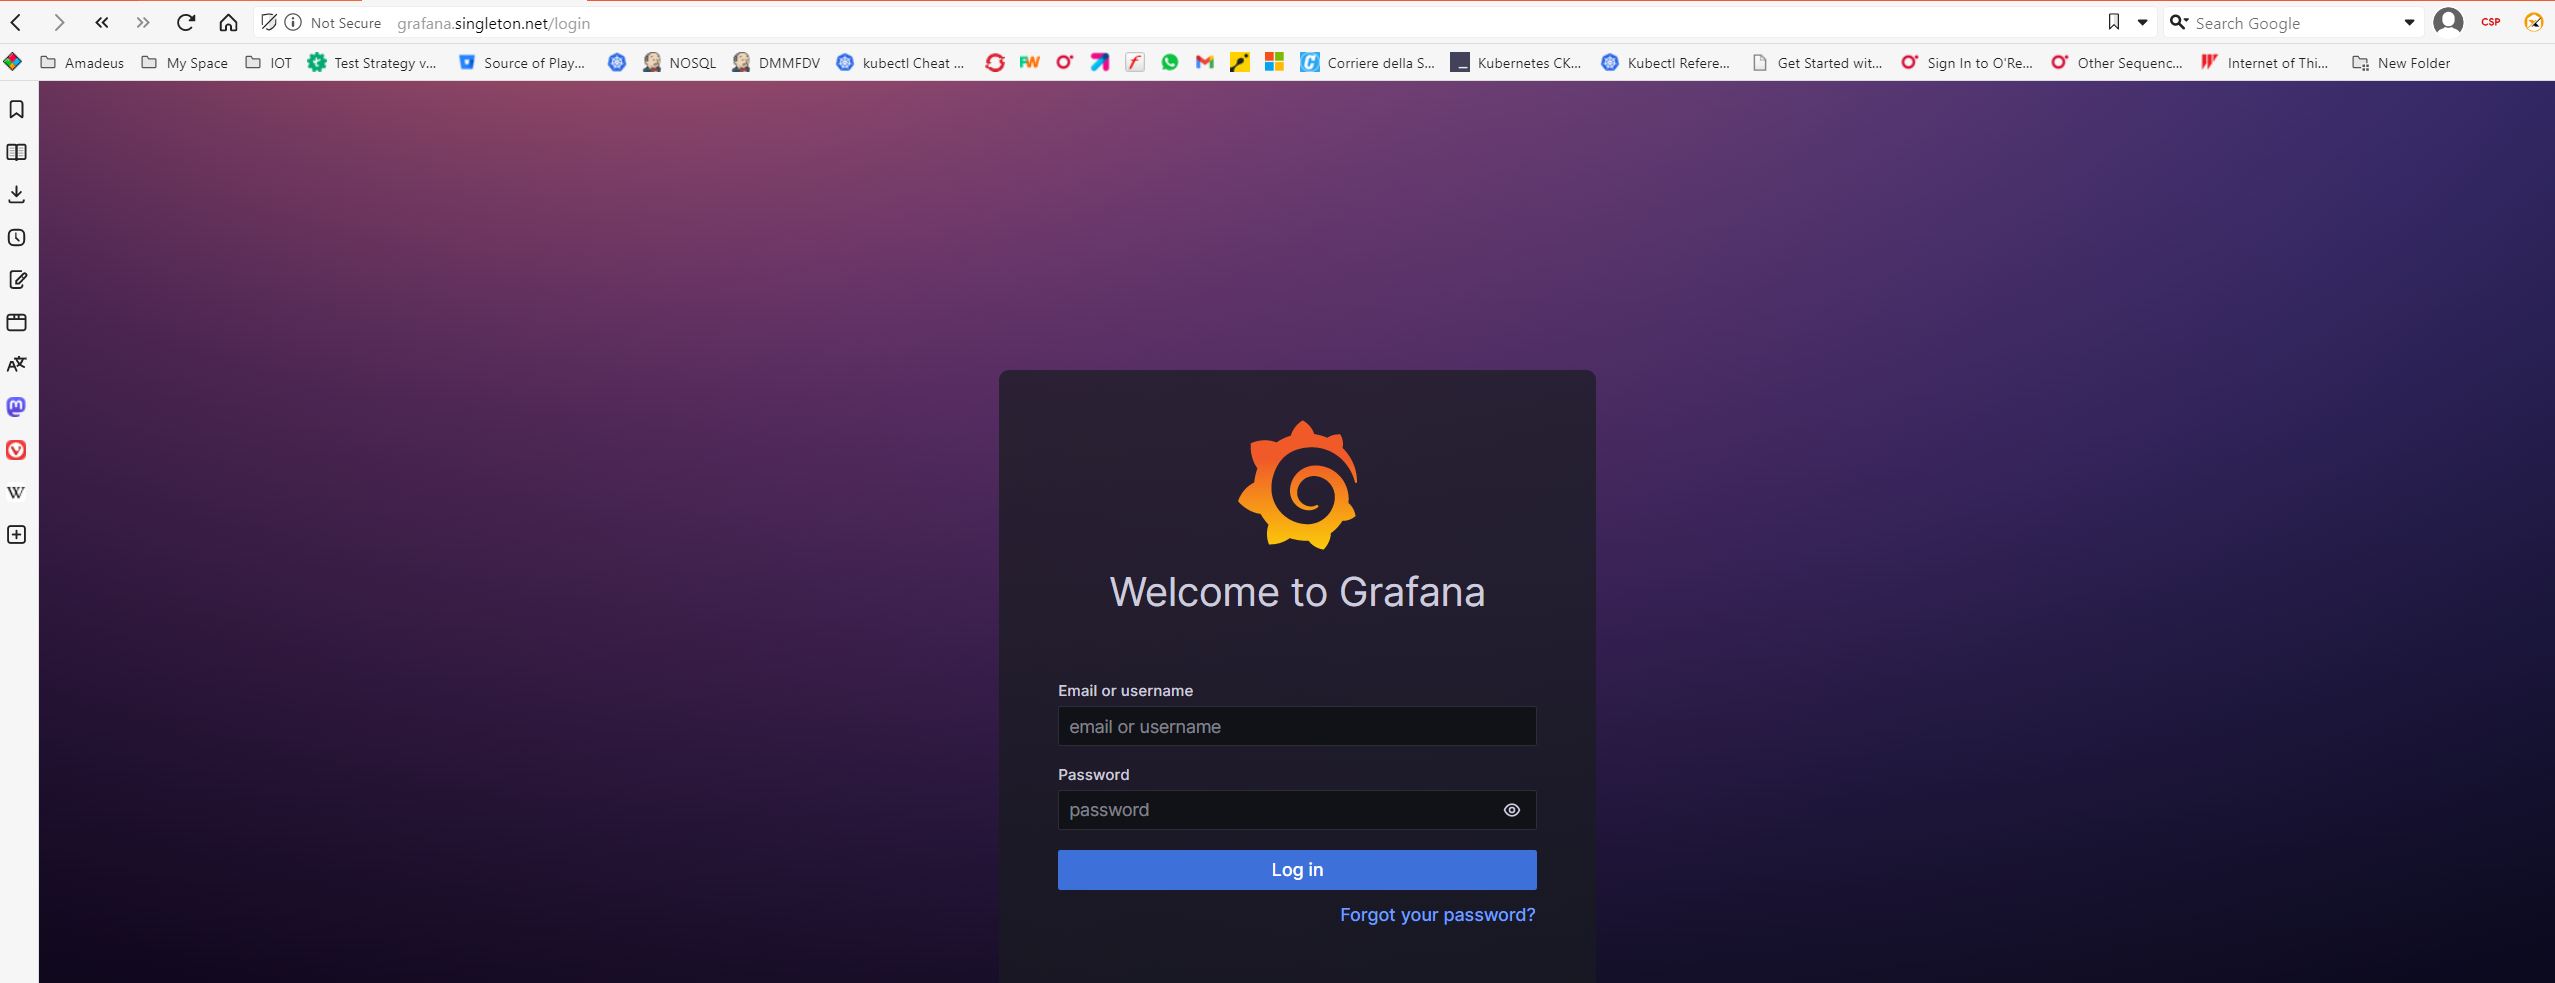 Not Secure grafana.singleton.net/login Search Google CSP
Amadeus My Space IOT Test Strategy v... Source of Play... NOSQL DMMFDV kubectl Cheat ... FW Corriere della S... Kubernetes CK... Kubectl Refere... Get Started wit... Sign In to O'Re... Other Sequenc... Internet of Thi... New Folder
W
Welcome to Grafana
Email or username
email or username
Password
password
Log in
Forgot your password?